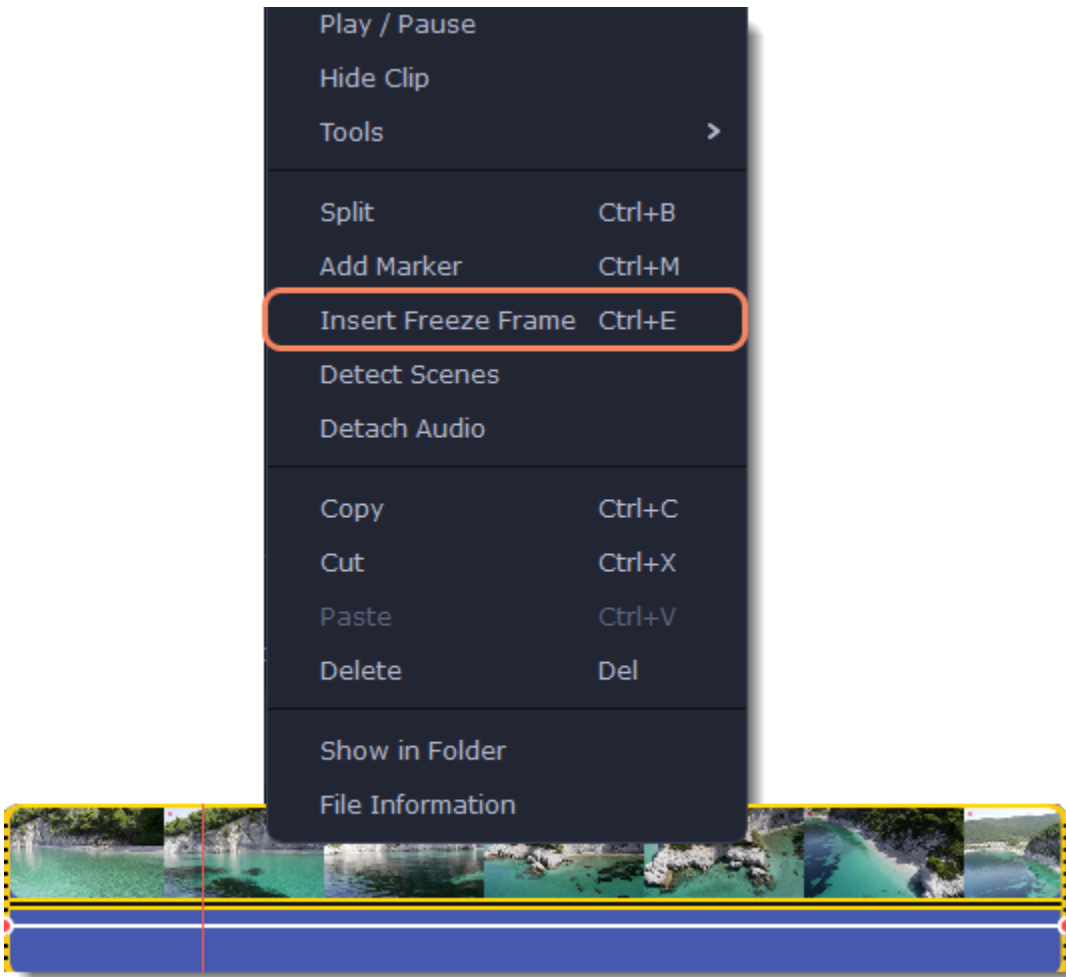 Play / Pause
Hide Clip
Tools
Split Ctrl+B
Add Marker Ctrl+M
Insert Freeze Frame Ctrl+E
Detect Scenes
Detach Audio
Copy Ctrl+C
Cut Ctrl+X
Paste Ctrl+V
Delete Del
Show in Folder
File Information